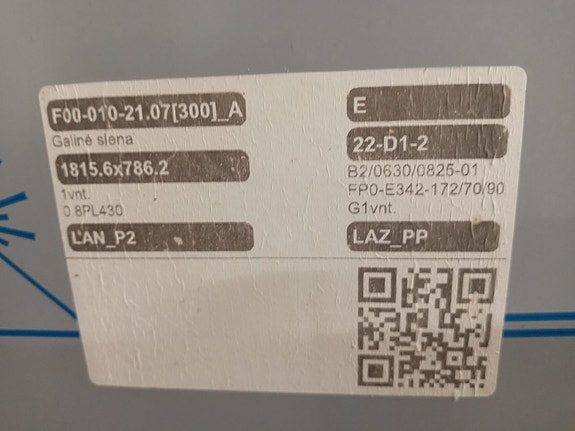 F00-010-21.07[300]_A
Galinė siena
1815.6x786.2
1vnt.
0.8PL430
LAN_P2
E
22-D1-2
B2/0630/0825-01
FP0-E342-172/70/90
G1vnt.
LAZ_PP